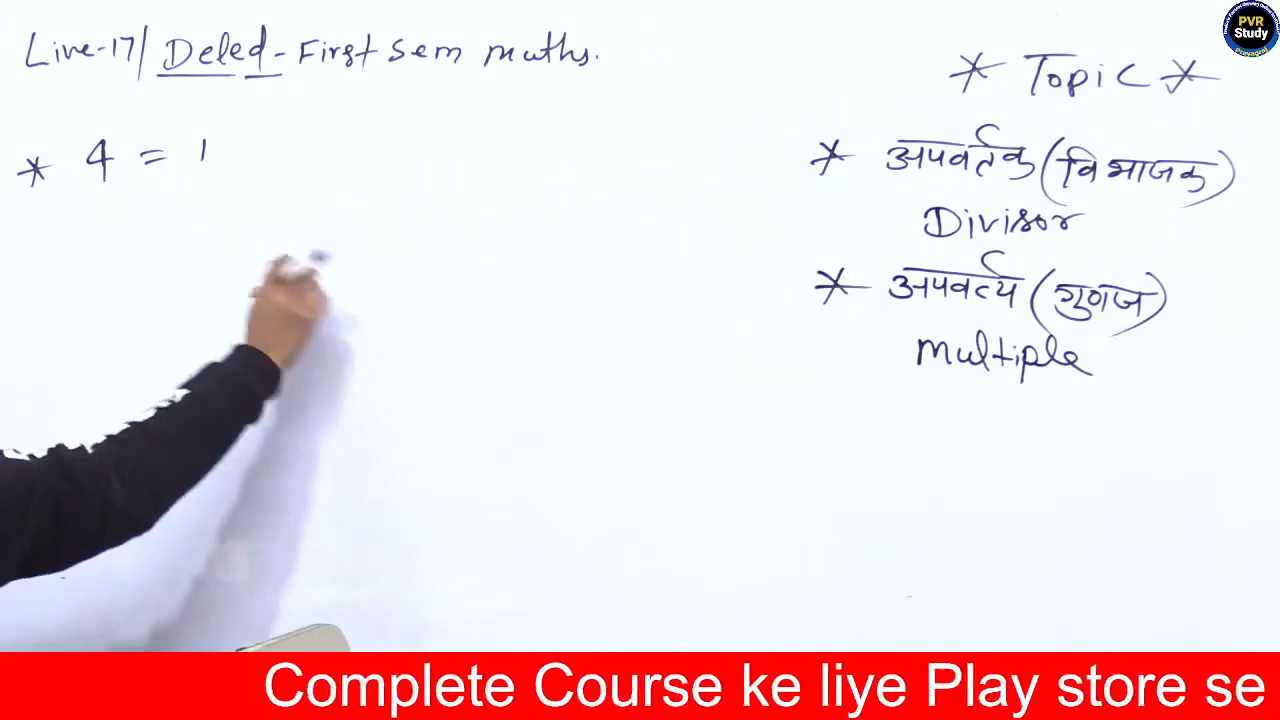 Live-17/ Deled - First Sem maths.
* 4 = 1
* Topic *
* अपवर्तक (विभाजक)
Divisor
* अपवर्त्य (गुणज)
Multiple
PVR
Study
Prayagraj
Complete Course ke liye Play store se